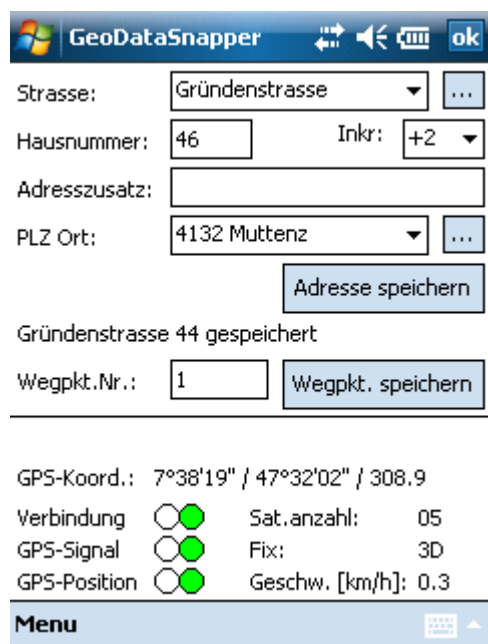 GeoDataSnapper ok
Strasse: Gründenstrasse ...
Hausnummer: 46 Inkr: +2
Adresszusatz:
PLZ Ort: 4132 Muttenz ...
Adresse speichern
Gründenstrasse 44 gespeichert
Wegpkt.Nr.: 1 Wegpkt. speichern
GPS-Koord.: 7°38'19" / 47°32'02" / 308.9
Verbindung Sat.anzahl: 05
GPS-Signal Fix: 3D
GPS-Position Geschw. [km/h]: 0.3
Menu